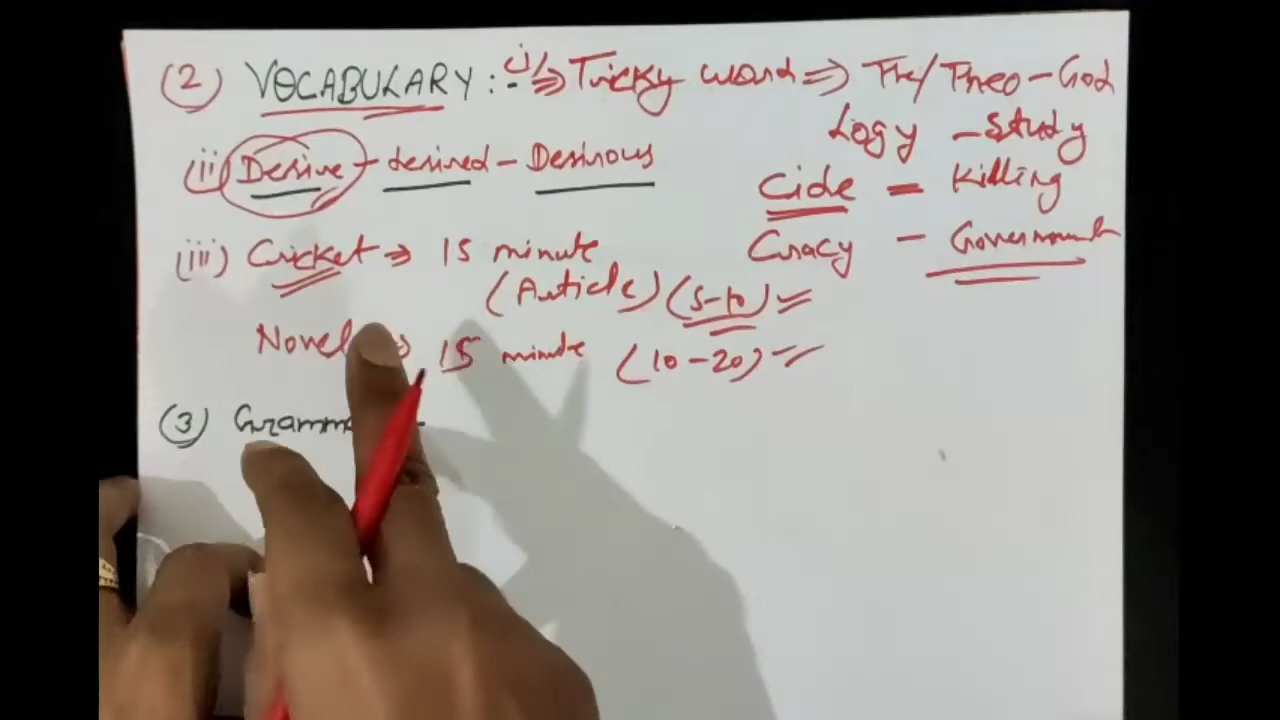 (2) VOCABULARY :- (i) ⇒ Tricky word ⇒ The/Theo - God
Logy - Study
(ii) Desire - desired - Desirous
Cide = Killing
Cracy - Government
(iii) Cricket → 15 minute
(Article) (5-10)
Novel → 15 minute (10-20)
(3) Gramm